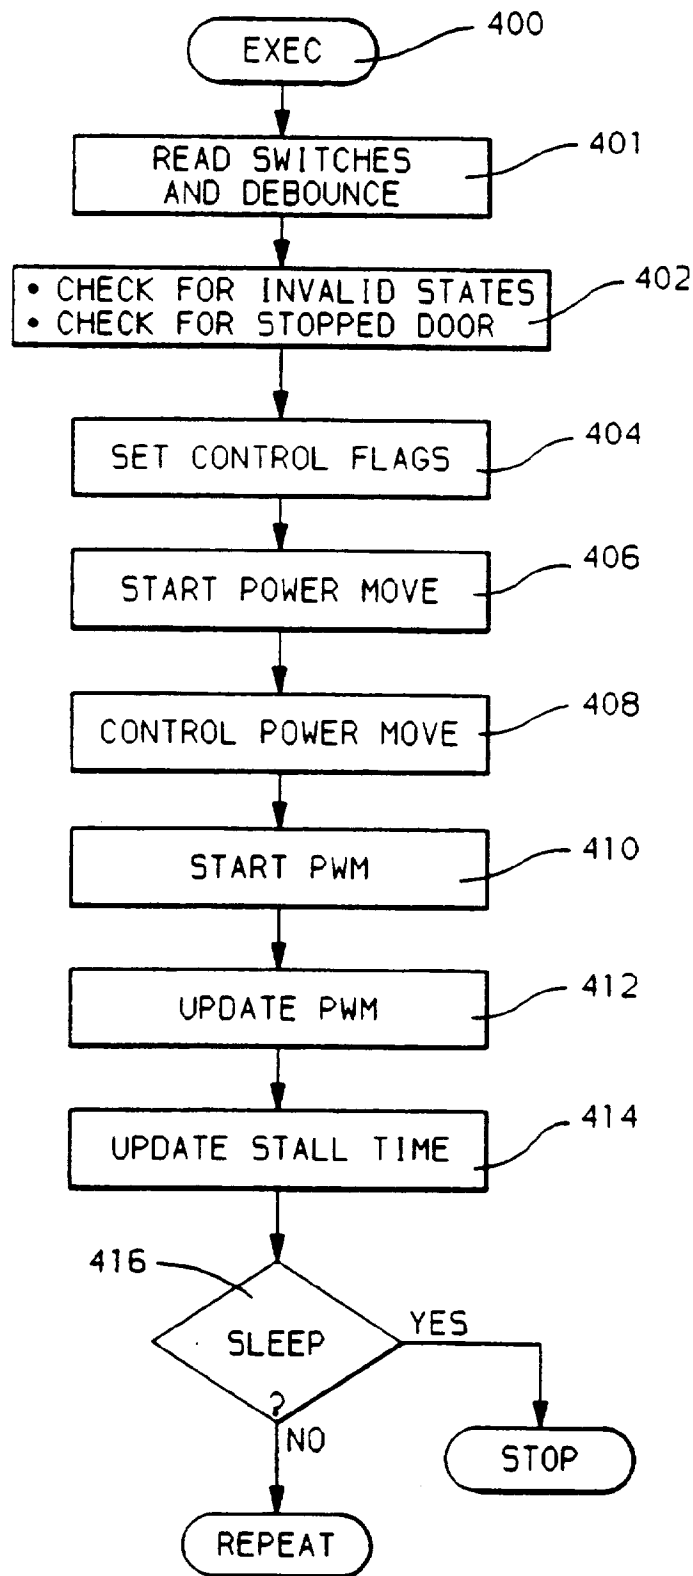 EXEC
400
READ SWITCHES
AND DEBOUNCE
401
• CHECK FOR INVALID STATES
• CHECK FOR STOPPED DOOR
402
SET CONTROL FLAGS
404
START POWER MOVE
406
CONTROL POWER MOVE
408
START PWM
410
UPDATE PWM
412
UPDATE STALL TIME
414
416
SLEEP
?
YES
NO
STOP
REPEAT